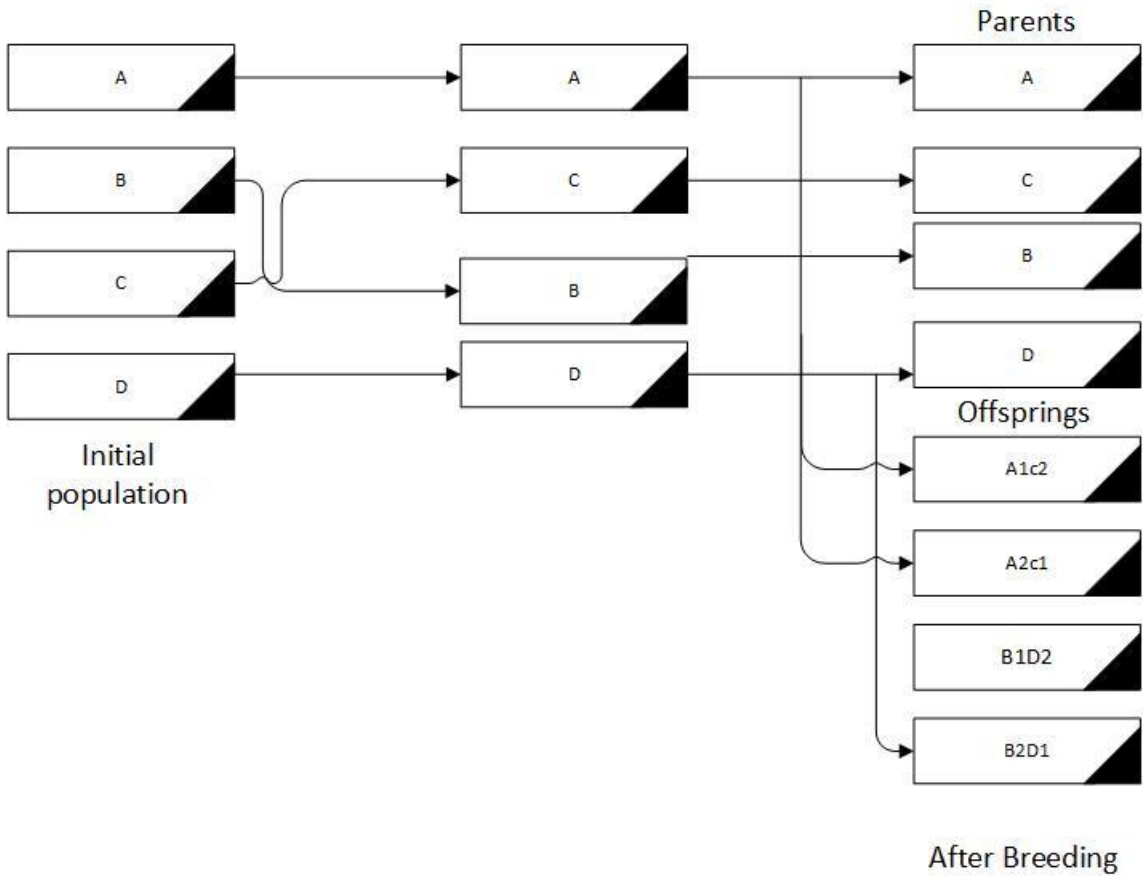 Parents
A
A
A
B
C
C
C
B
B
D
D
D
Initial
population
Offsprings
A1c2
A2c1
B1D2
B2D1
After Breeding